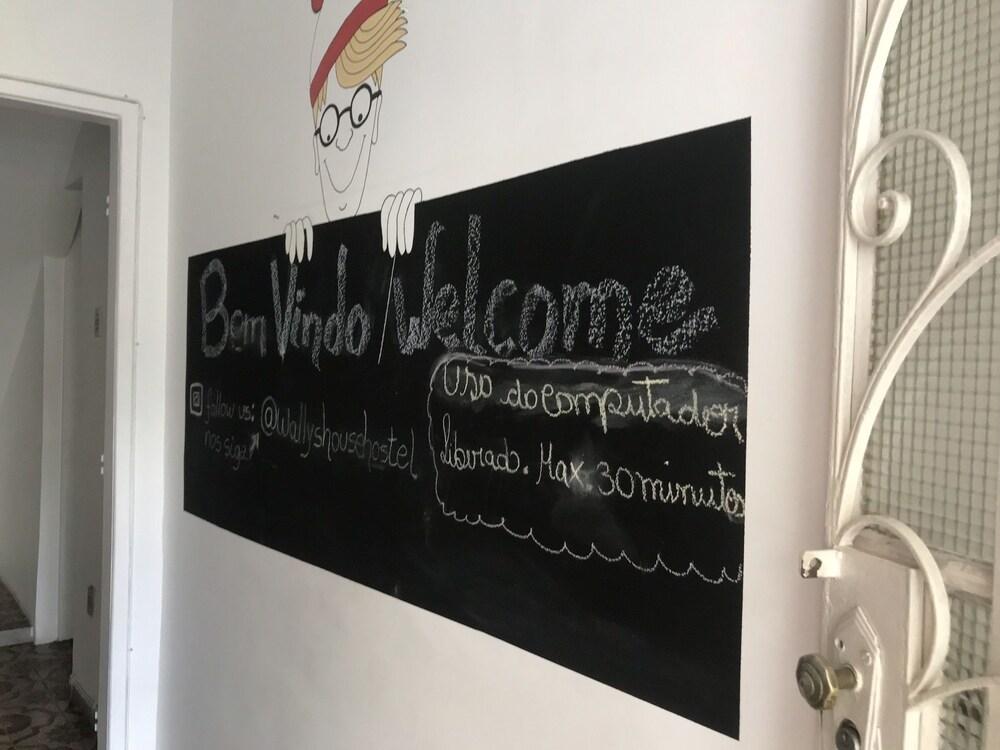 Bem Vindo Welcome
follow us:
nos siga
@wallyshousehostel
Uso do computador
liberado. Max. 30 minutos